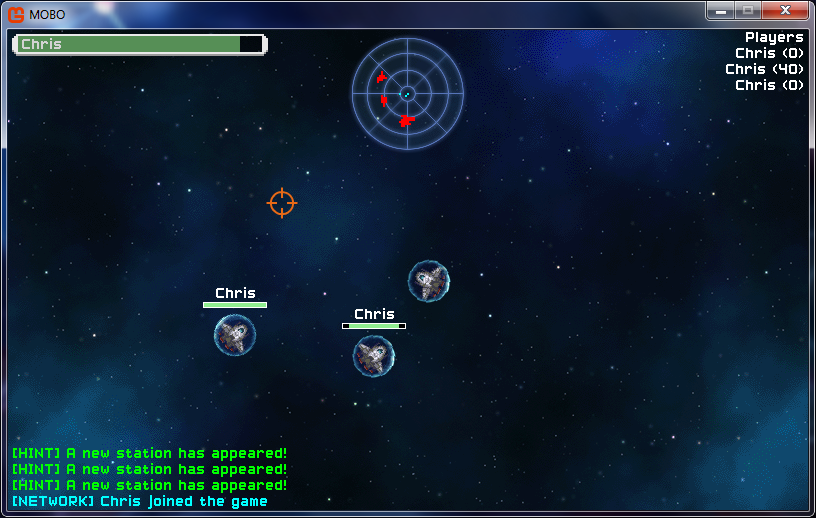 MOBO
Chris
Players
Chris (0)
Chris (40)
Chris (0)
Chris
Chris
[HINT] A new station has appeared!
[HINT] A new station has appeared!
[HINT] A new station has appeared!
[NETWORK] Chris joined the game